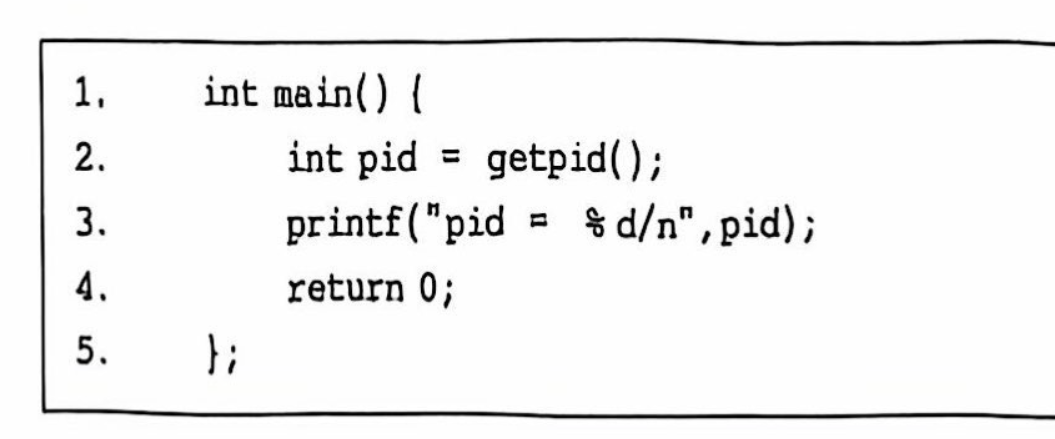 1. int main() {
2. int pid = getpid();
3. printf("pid = %d/n",pid);
4. return 0;
5. };